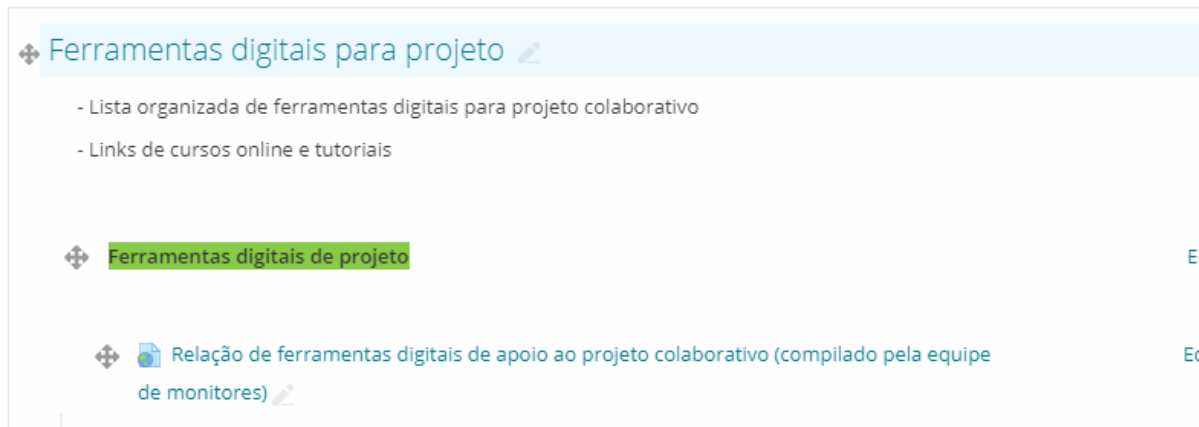 Ferramentas digitais para projeto
- Lista organizada de ferramentas digitais para projeto colaborativo
- Links de cursos online e tutoriais
Ferramentas digitais de projeto
Relação de ferramentas digitais de apoio ao projeto colaborativo (compilado pela equipe
de monitores)